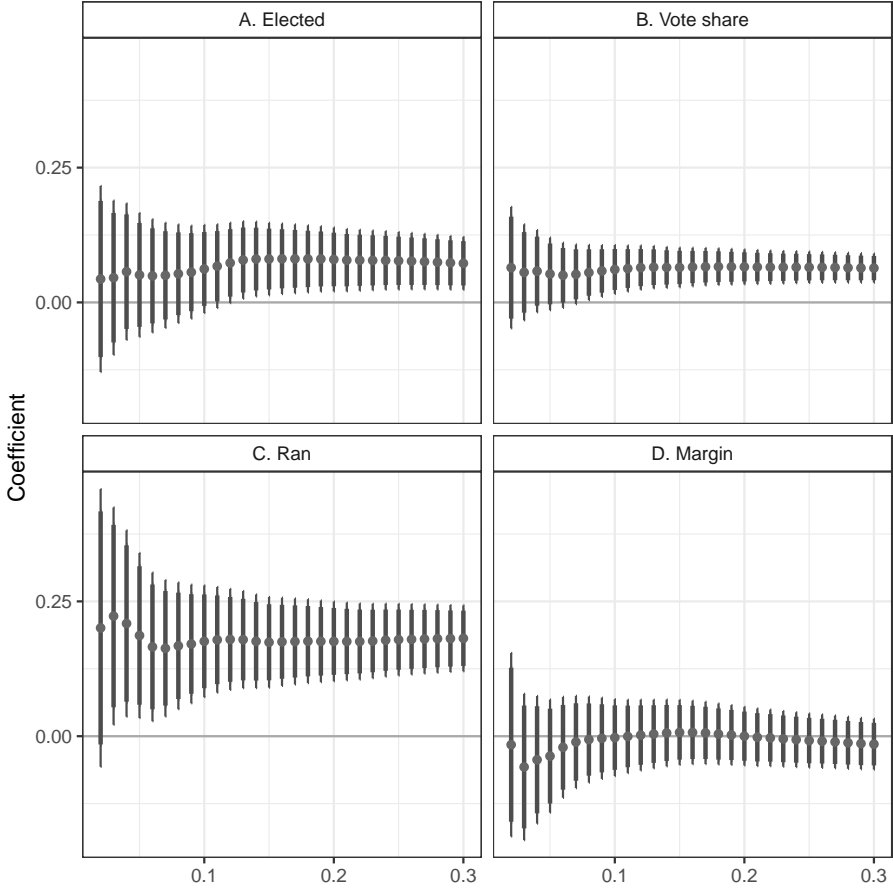 A. Elected
B. Vote share
0.25
0.00
C. Ran
D. Margin
0.25
0.00
Coefficient
0.1 0.2 0.3
0.1 0.2 0.3